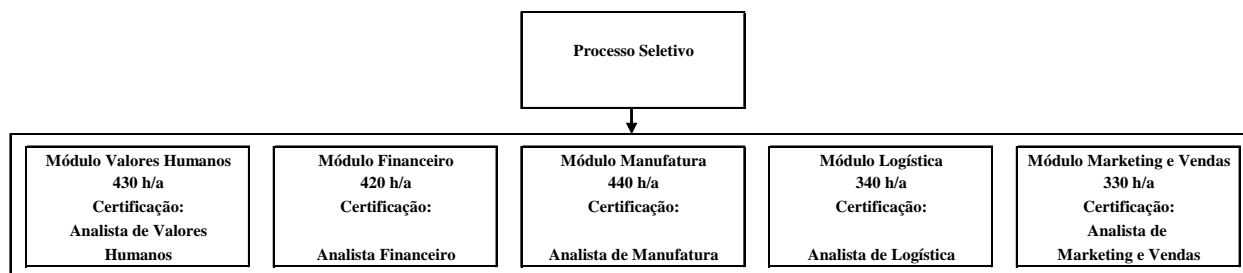 Processo Seletivo
Módulo Valores Humanos
430 h/a
Certificação:
Analista de Valores
Humanos
Módulo Financeiro
420 h/a
Certificação:
Analista Financeiro
Módulo Manufatura
440 h/a
Certificação:
Analista de Manufatura
Módulo Logística
340 h/a
Certificação:
Analista de Logística
Módulo Marketing e Vendas
330 h/a
Certificação:
Analista de
Marketing e Vendas